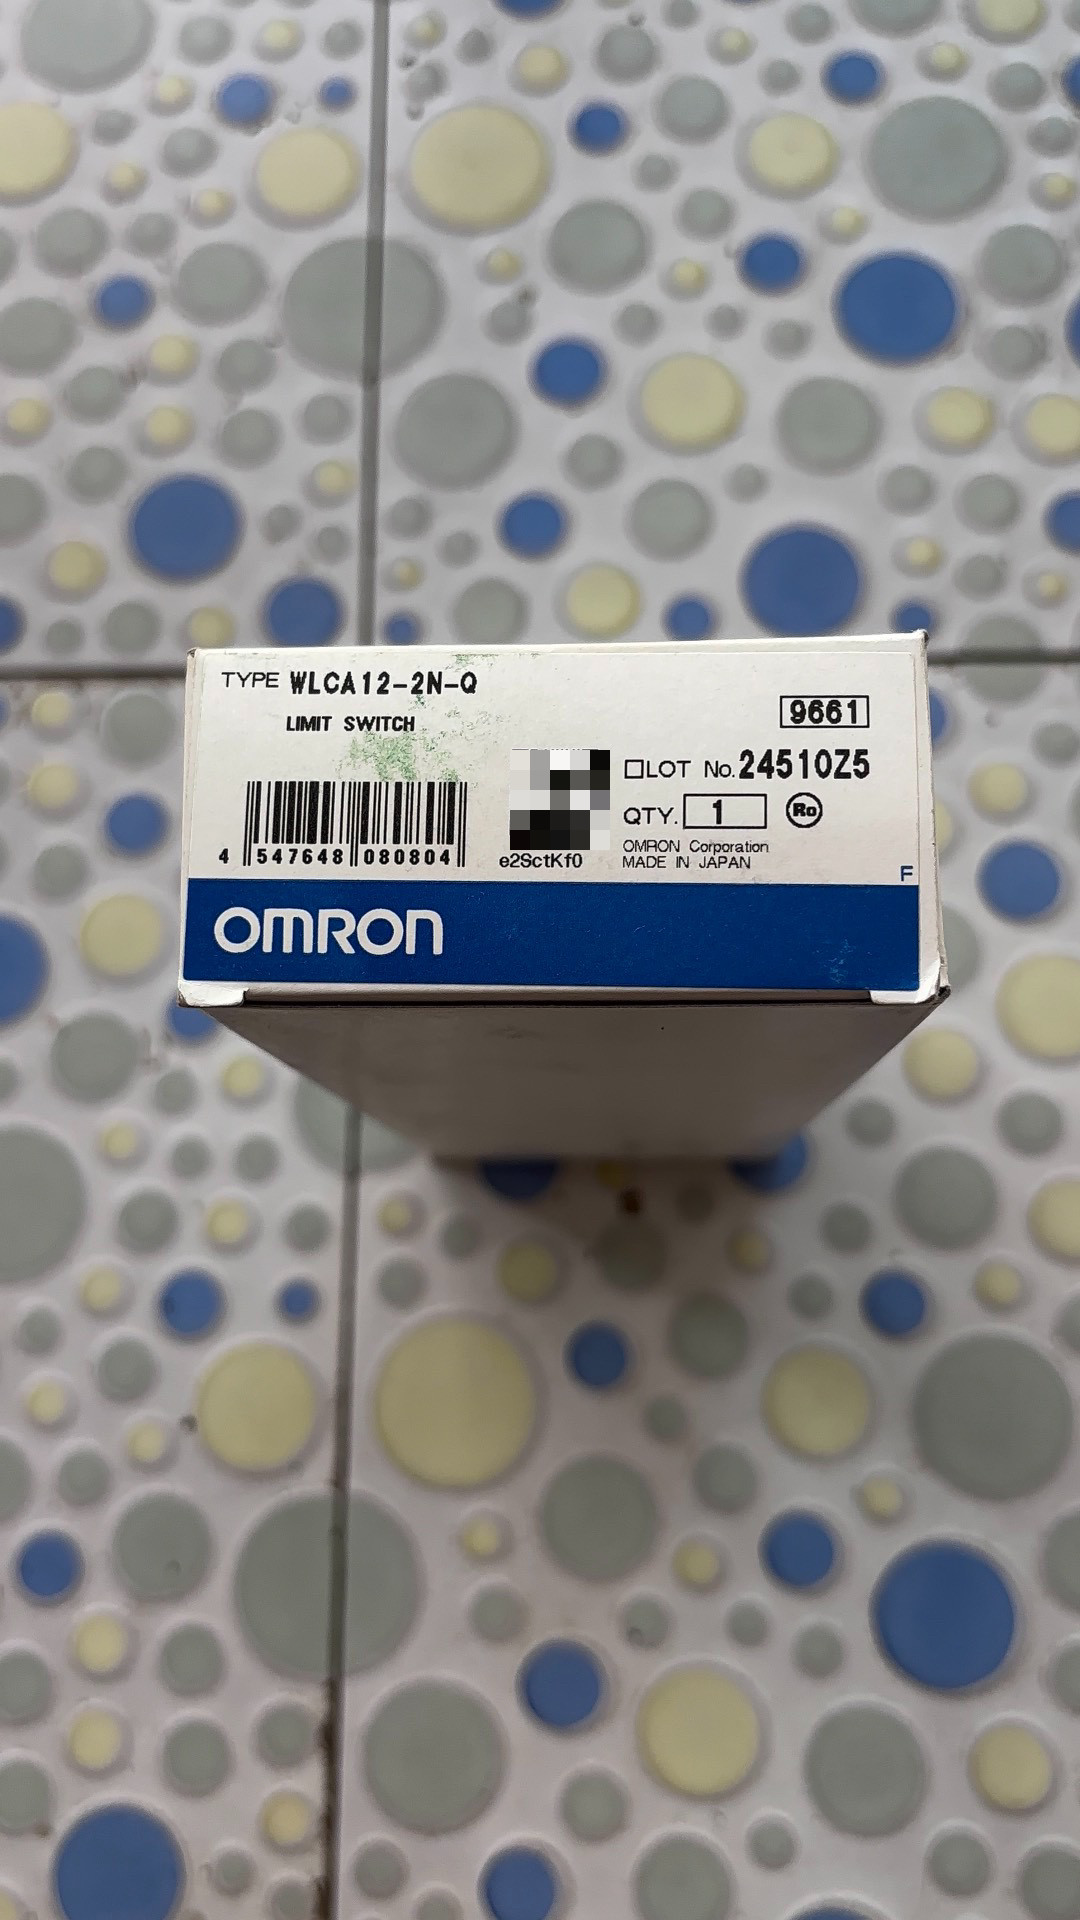 TYPE WLCA12-2N-Q
LIMIT SWITCH
9661
LOT No. 24510Z5
QTY. 1
Ro
OMRON Corporation
MADE IN JAPAN
4 547648 080804
e2SctKf0
F
OMRON